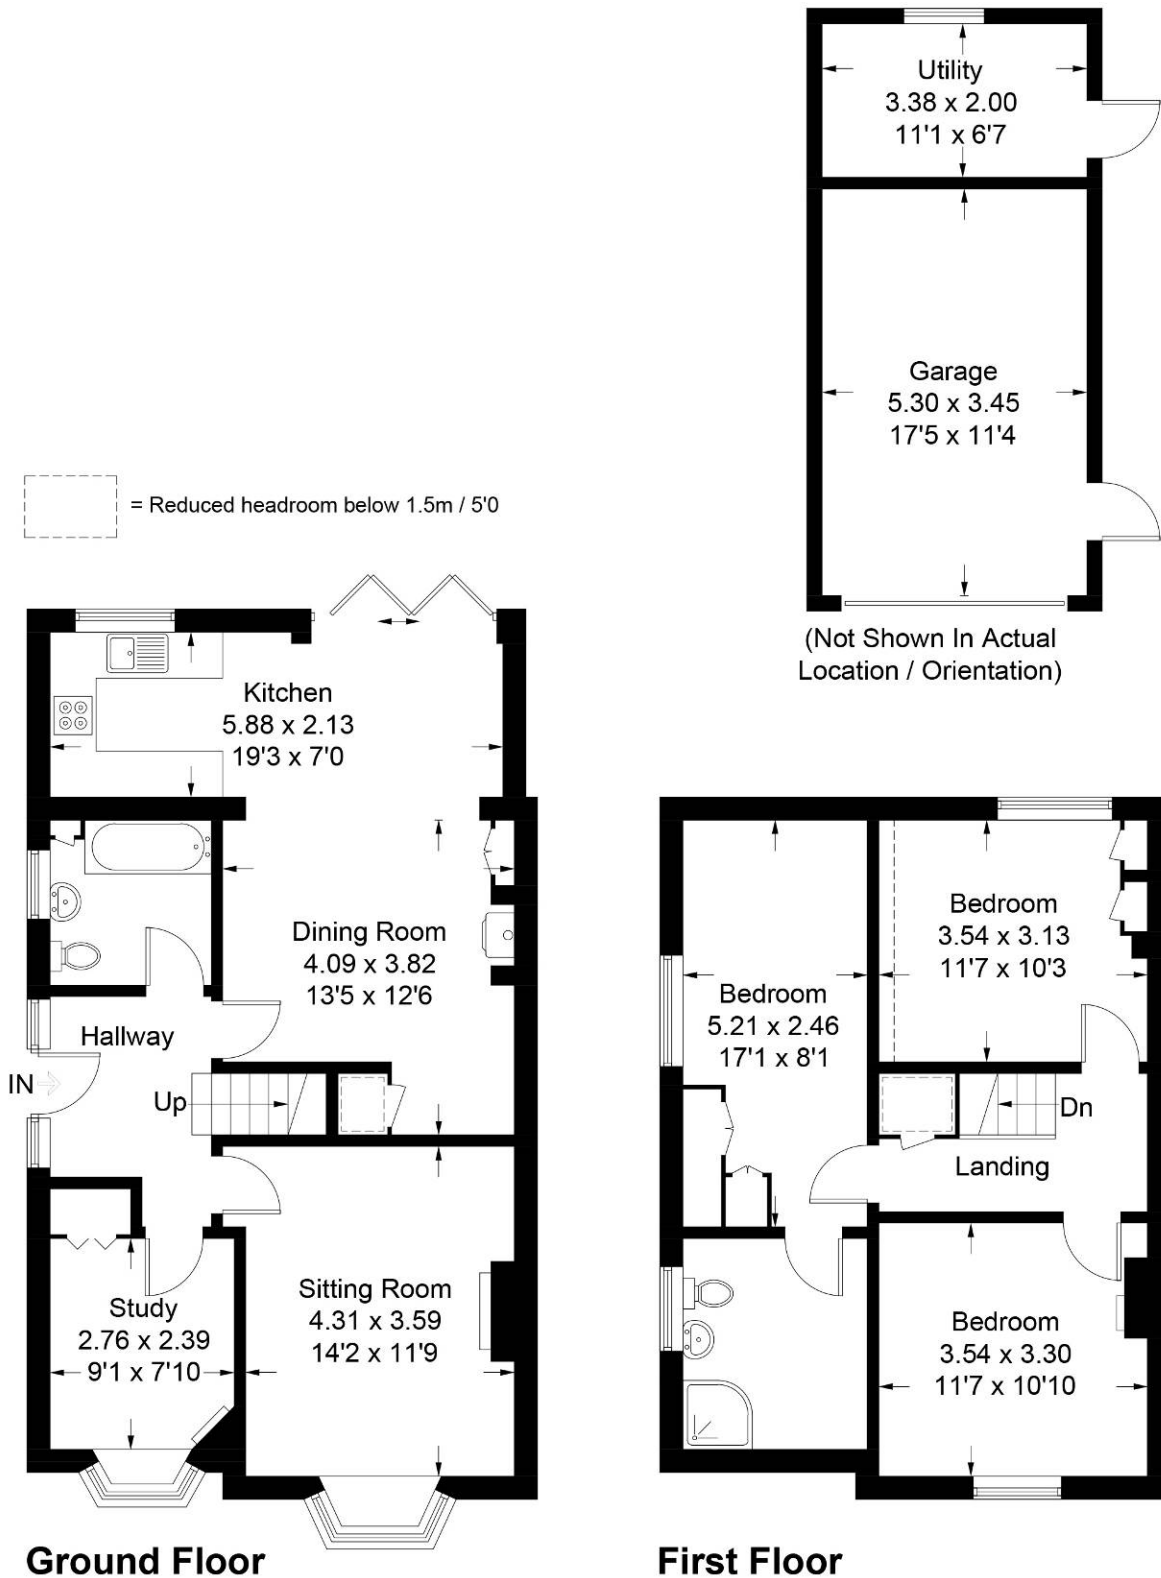 Utility
3.38 x 2.00
11'1 x 6'7
Garage
5.30 x 3.45
17'5 x 11'4
(Not Shown In Actual
Location / Orientation)
= Reduced headroom below 1.5m / 5'0
Kitchen
5.88 x 2.13
19'3 x 7'0
Dining Room
4.09 x 3.82
13'5 x 12'6
Hallway
IN
Up
Study
2.76 x 2.39
9'1 x 7'10
Sitting Room
4.31 x 3.59
14'2 x 11'9
Ground Floor
Bedroom
3.54 x 3.13
11'7 x 10'3
Bedroom
5.21 x 2.46
17'1 x 8'1
Dn
Landing
Bedroom
3.54 x 3.30
11'7 x 10'10
First Floor